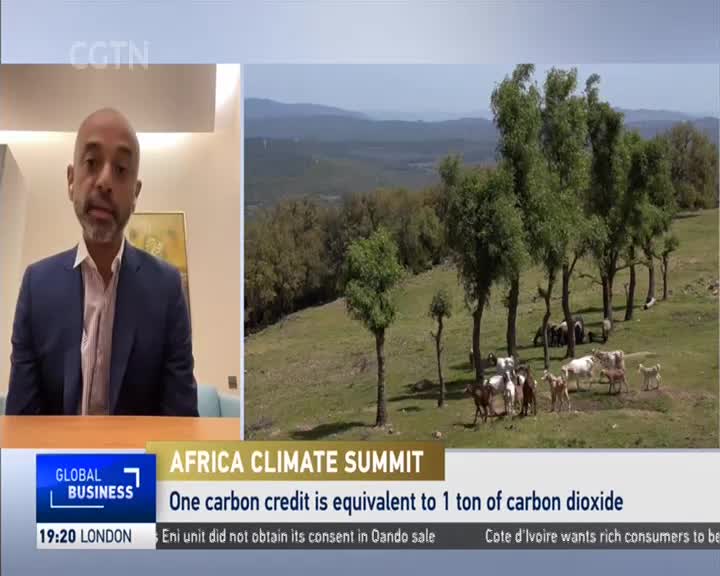 CGTN
AFRICA CLIMATE SUMMIT
GLOBAL
BUSINESS
One carbon credit is equivalent to 1 ton of carbon dioxide
19:20 LONDON
Eni unit did not obtain its consent in Oando sale
Cote d'Ivoire wants rich consumers to be